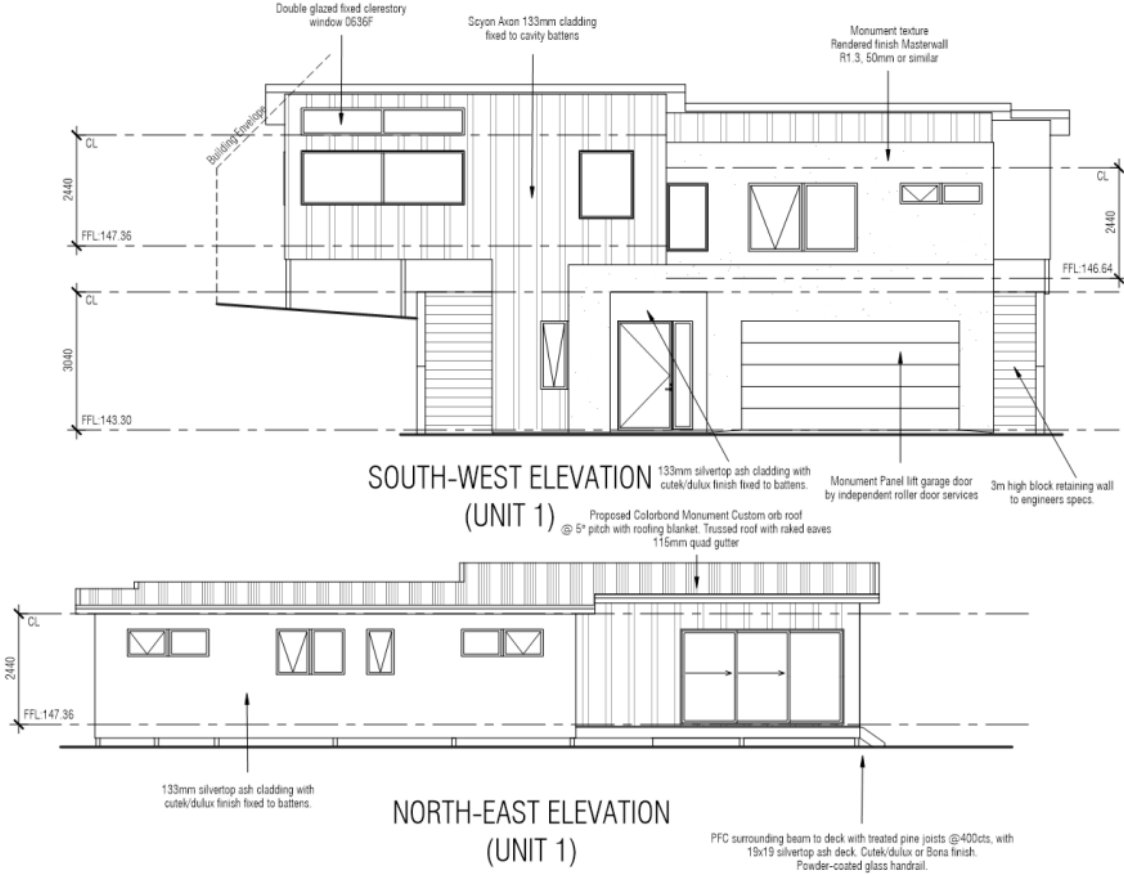 Double glazed fixed clerestory
window 0636F
Scyon Axon 133mm cladding
fixed to cavity battens
Monument texture
Rendered finish Masterwall
R1.3, 50mm or similar
Building Envelope
CL
2440
FFL:147.36
CL
2440
FFL:146.64
CL
3040
FFL:143.30
SOUTH-WEST ELEVATION
(UNIT 1)
133mm silvertop ash cladding with
cutek/dulux finish fixed to battens.
Monument Panel lift garage door
by independent roller door services
3m high block retaining wall
to engineers specs.
Proposed Colorbond Monument Custom orb roof
@ 5° pitch with roofing blanket. Trussed roof with raked eaves
115mm quad gutter
CL
2440
FFL:147.36
133mm silvertop ash cladding with
cutek/dulux finish fixed to battens.
NORTH-EAST ELEVATION
(UNIT 1)
PFC surrounding beam to deck with treated pine joists @400cts, with
19x19 silvertop ash deck. Cutek/dulux or Bona finish.
Powder-coated glass handrail.